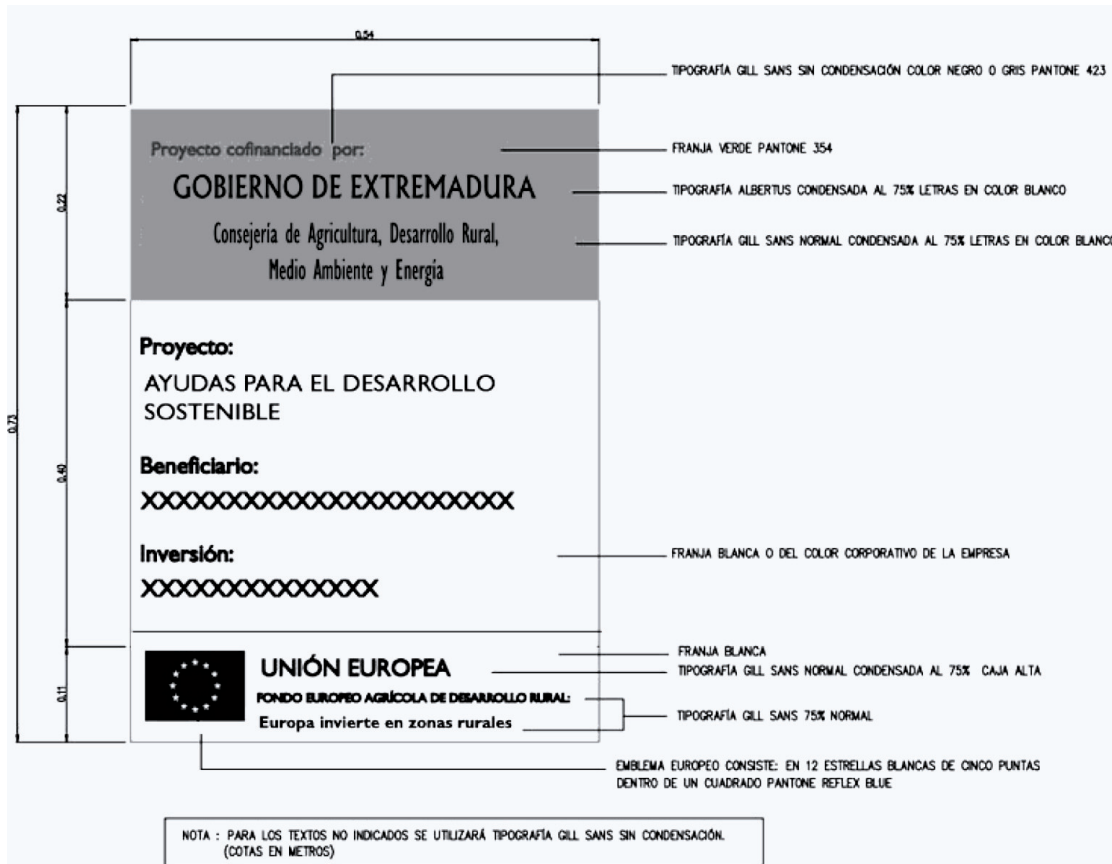 0.54
TIPOGRAFÍA GILL SANS SIN CONDENSACIÓN COLOR NEGRO O GRIS PANTONE 423
Proyecto cofinanciado por:
FRANJA VERDE PANTONE 354
GOBIERNO DE EXTREMADURA
TIPOGRAFÍA ALBERTUS CONDENSADA AL 75% LETRAS EN COLOR BLANCO
0.22
Consejería de Agricultura, Desarrollo Rural,
TIPOGRAFÍA GILL SANS NORMAL CONDENSADA AL 75% LETRAS EN COLOR BLANCO
Medio Ambiente y Energía
Proyecto:
AYUDAS PARA EL DESARROLLO
SOSTENIBLE
0.73
0.40
Beneficiario:
XXXXXXXXXXXXXXXXXXXXXX
Inversión:
FRANJA BLANCA O DEL COLOR CORPORATIVO DE LA EMPRESA
XXXXXXXXXXXXXX
FRANJA BLANCA
UNIÓN EUROPEA
TIPOGRAFÍA GILL SANS NORMAL CONDENSADA AL 75% CAJA ALTA
0.11
FONDO EUROPEO AGRÍCOLA DE DESARROLLO RURAL:
TIPOGRAFÍA GILL SANS 75% NORMAL
Europa invierte en zonas rurales
EMBLEMA EUROPEO CONSISTE: EN 12 ESTRELLAS BLANCAS DE CINCO PUNTAS
DENTRO DE UN CUADRADO PANTONE REFLEX BLUE
NOTA : PARA LOS TEXTOS NO INDICADOS SE UTILIZARÁ TIPOGRAFÍA GILL SANS SIN CONDENSACIÓN.
(COTAS EN METROS)